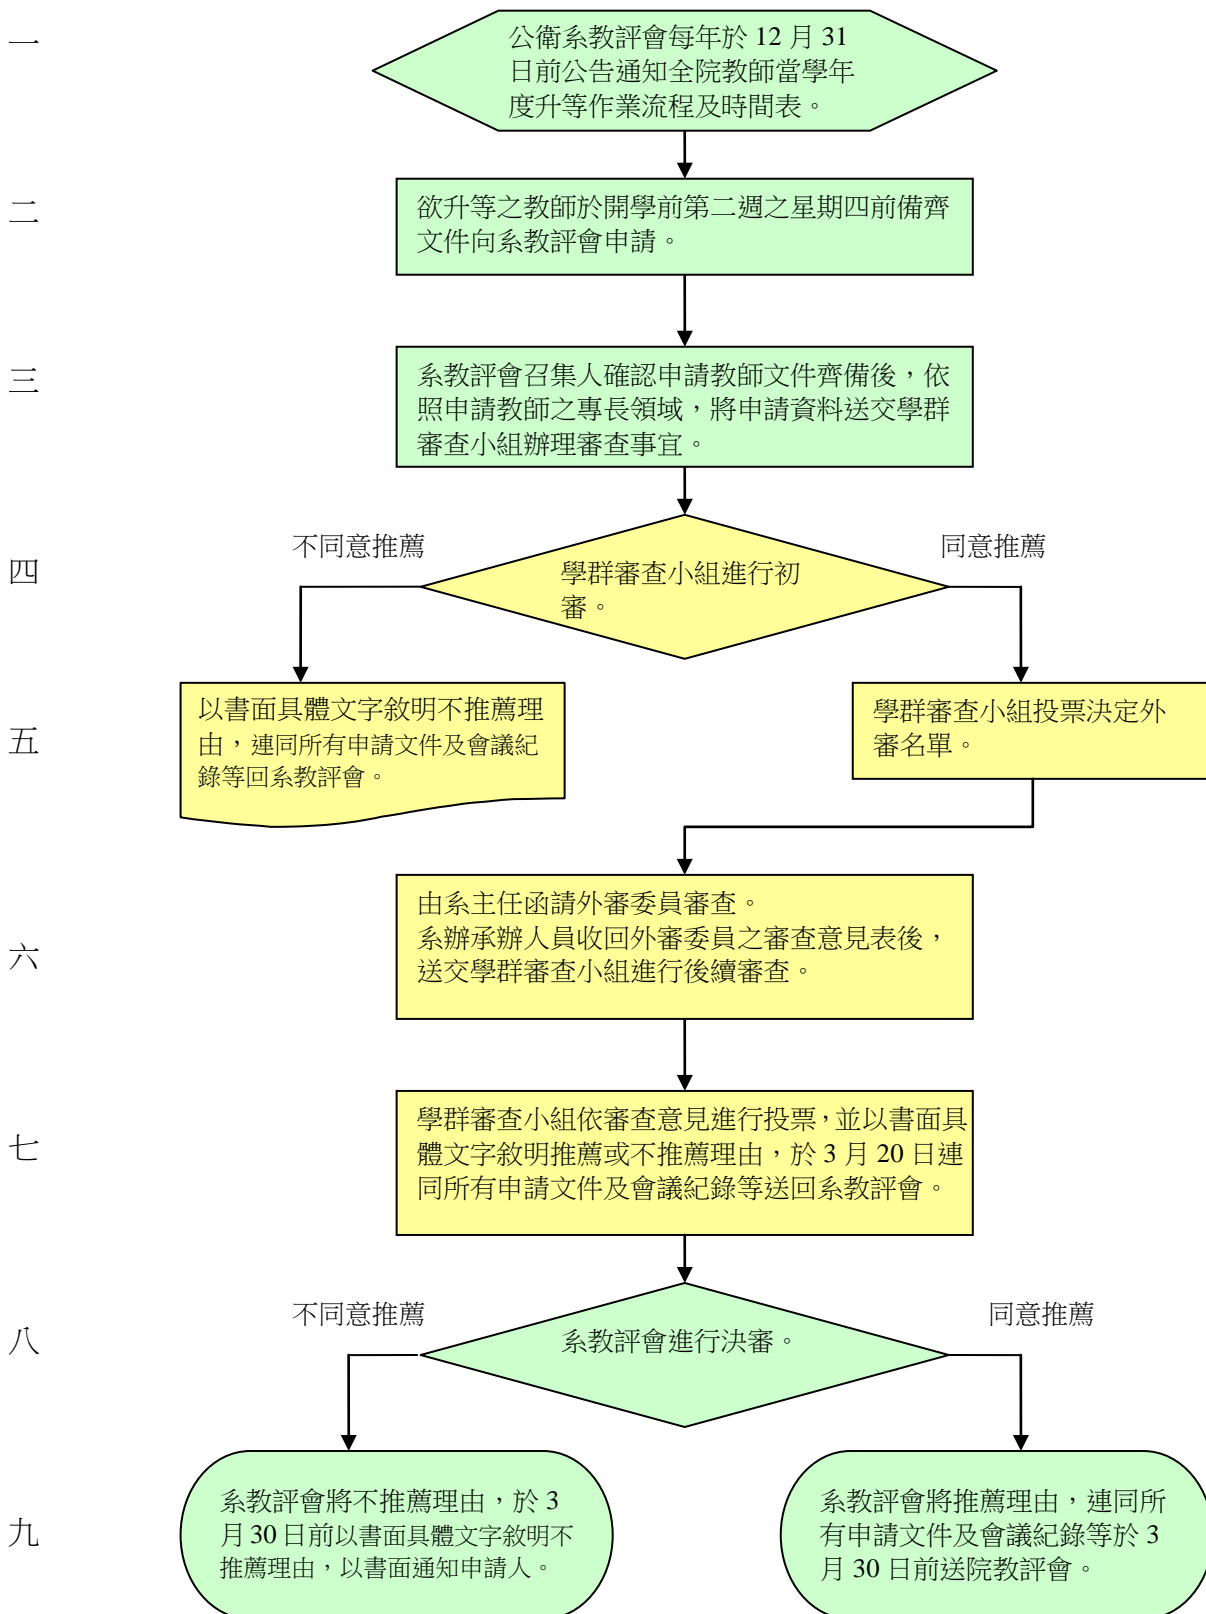 一
公衛系教評會每年於 12 月 31
日前公告通知全院教師當學年
度升等作業流程及時間表。
二
欲升等之教師於開學前第二週之星期四前備齊
文件向系教評會申請。
三
系教評會召集人確認申請教師文件齊備後，依
照申請教師之專長領域，將申請資料送交學群
審查小組辦理審查事宜。
不同意推薦
同意推薦
四
學群審查小組進行初
審。
五
以書面具體文字敘明不推薦理
由，連同所有申請文件及會議紀
錄等回系教評會。
學群審查小組投票決定外
審名單。
六
由系主任函請外審委員審查。
系辦承辦人員收回外審委員之審查意見表後，
送交學群審查小組進行後續審查。
七
學群審查小組依審查意見進行投票，並以書面具
體文字敘明推薦或不推薦理由，於 3 月 20 日連
同所有申請文件及會議紀錄等送回系教評會。
不同意推薦
同意推薦
八
系教評會進行決審。
九
系教評會將不推薦理由，於 3
月 30 日前以書面具體文字敘明不
推薦理由，以書面通知申請人。
系教評會將推薦理由，連同所
有申請文件及會議紀錄等於 3
月 30 日前送院教評會。